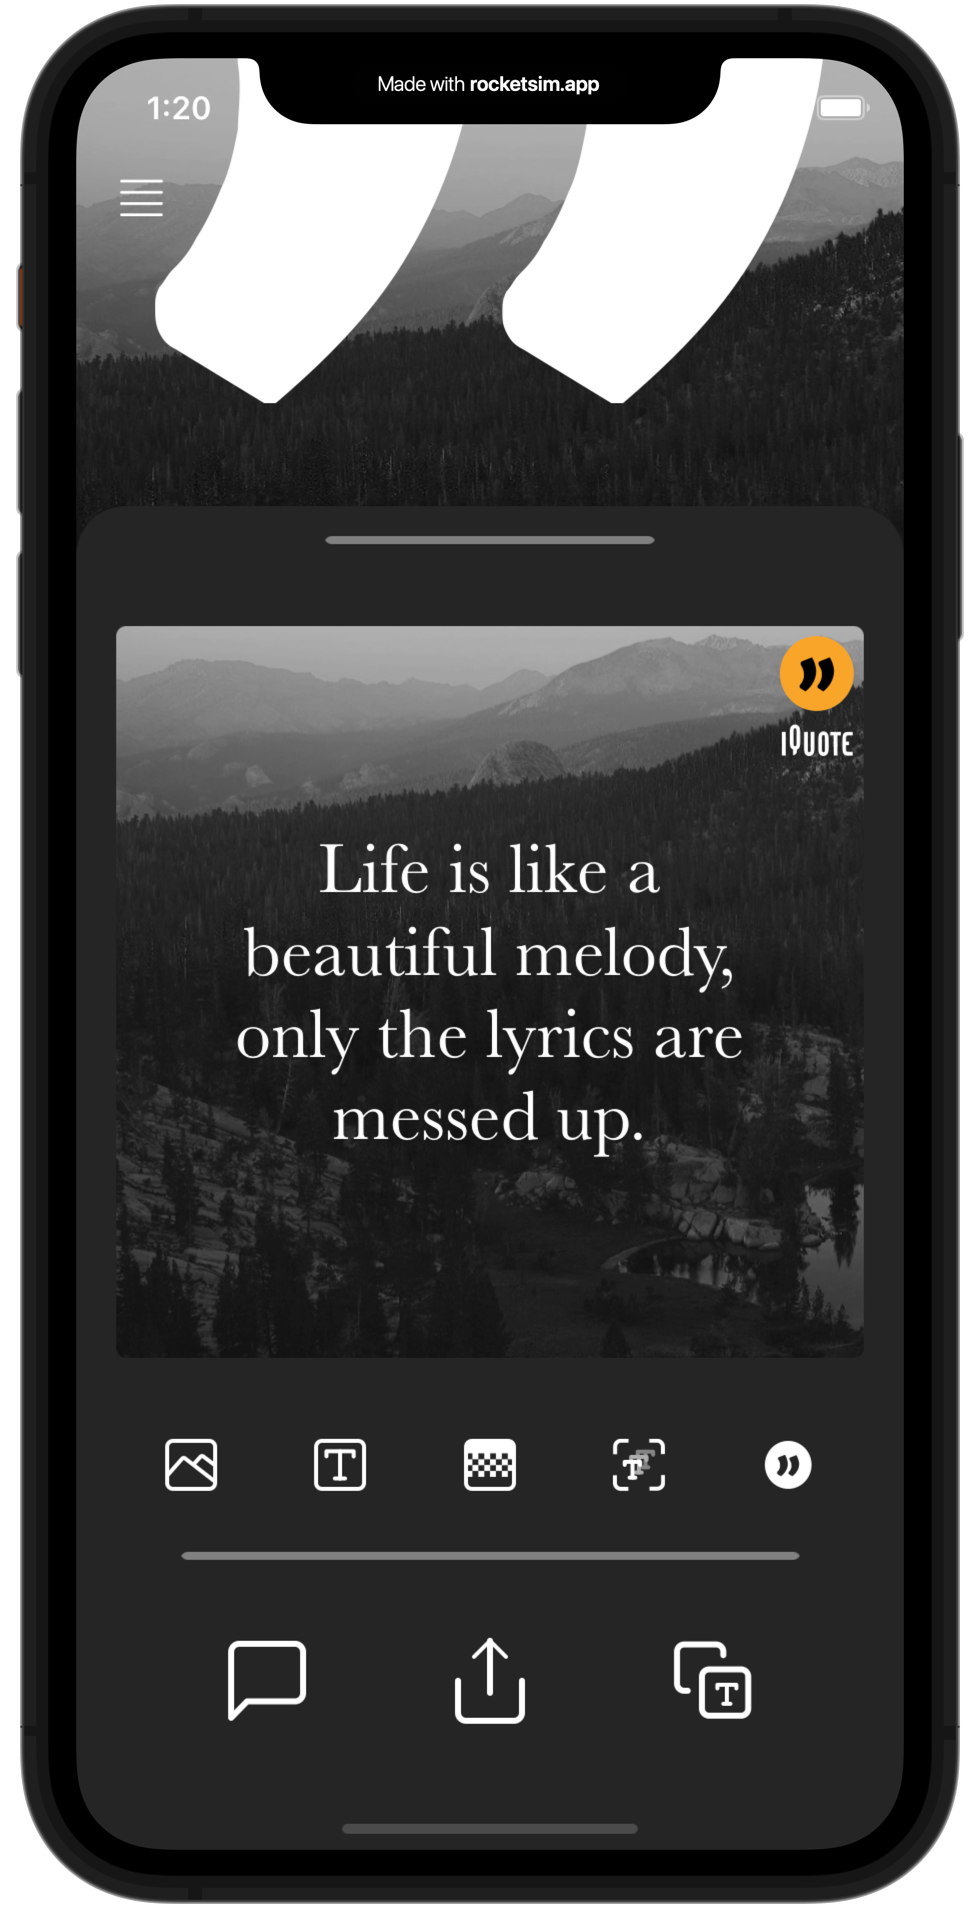 Made with rocketsim.app
1:20
IQUOTE
Life is like a
beautiful melody,
only the lyrics are
messed up.
T
T
T